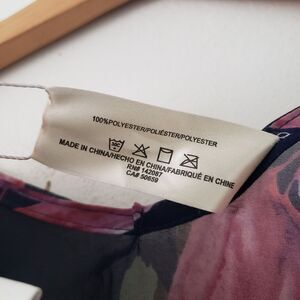 100%POLYESTER/POLIÉSTER/POLYESTER
MADE IN CHINA/HECHO EN CHINA/FABRIQUÉ EN CHINE
RN# 142087
CA# 50659